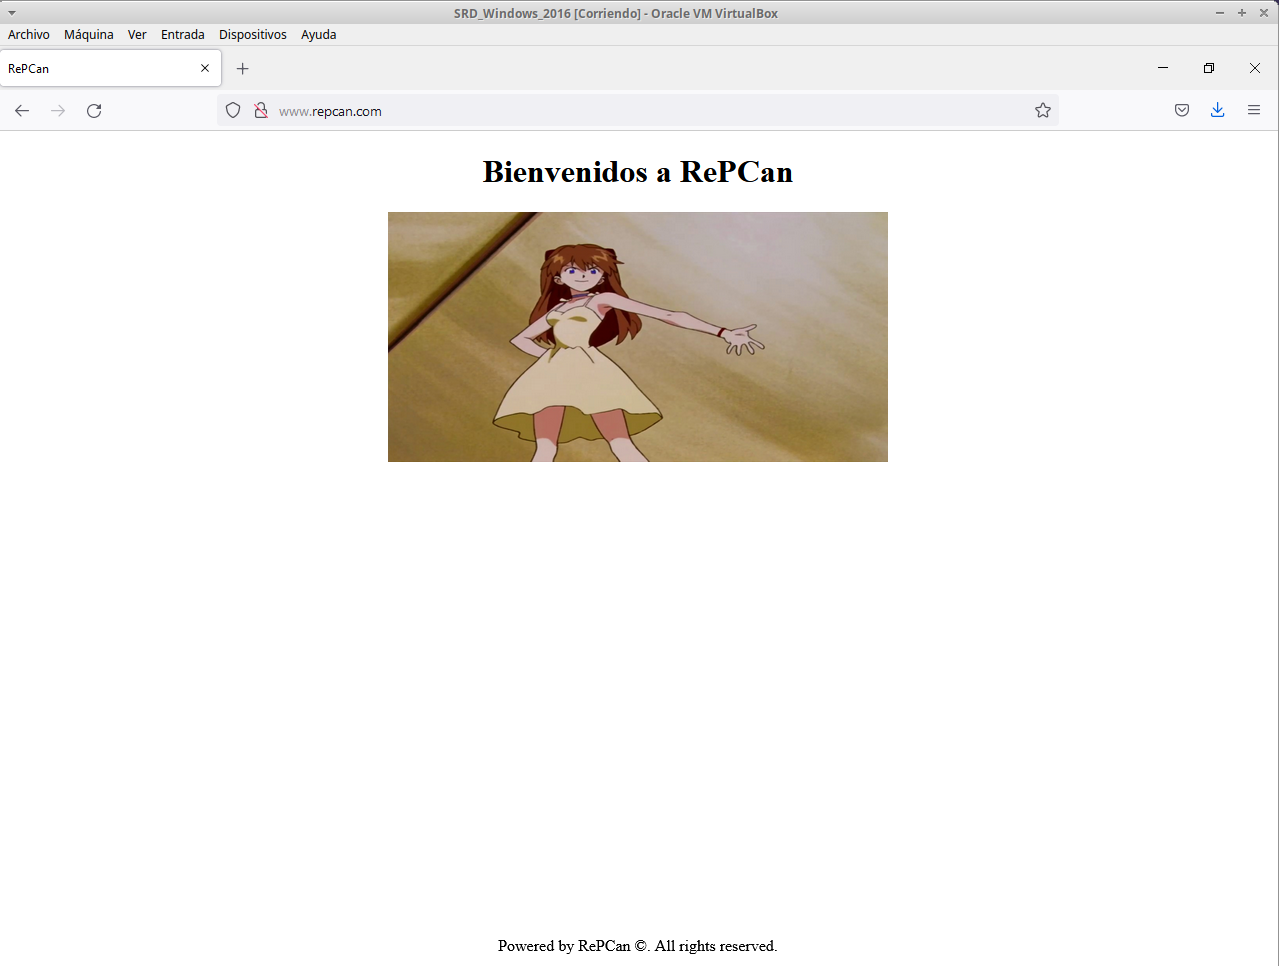 SRD_Windows_2016 [Corriendo] - Oracle VM VirtualBox
Archivo Máquina Ver Entrada Dispositivos Ayuda
RePCan
www.repcan.com
Bienvenidos a RePCan
Powered by RePCan ©. All rights reserved.